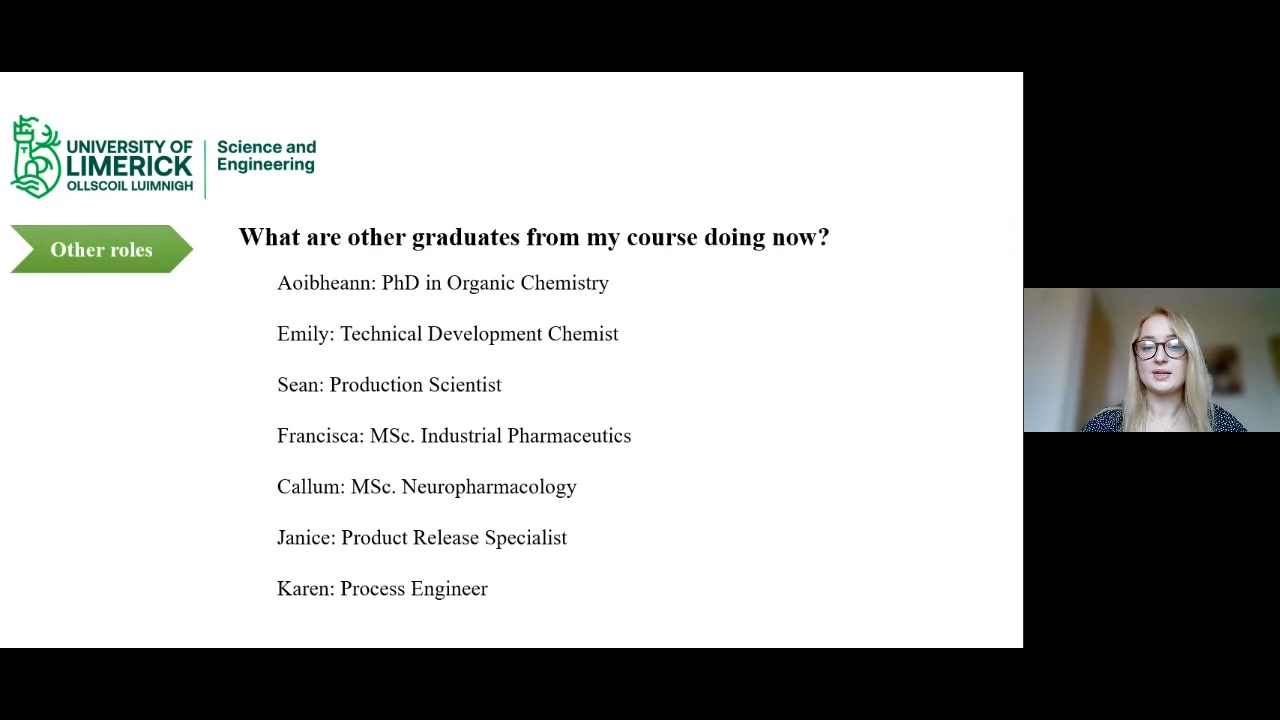 UNIVERSITY OF
LIMERICK
OLLSCOIL LUIMNIGH
Science and
Engineering
Other roles
What are other graduates from my course doing now?
Aoibheann: PhD in Organic Chemistry
Emily: Technical Development Chemist
Sean: Production Scientist
Francisca: MSc. Industrial Pharmaceutics
Callum: MSc. Neuropharmacology
Janice: Product Release Specialist
Karen: Process Engineer